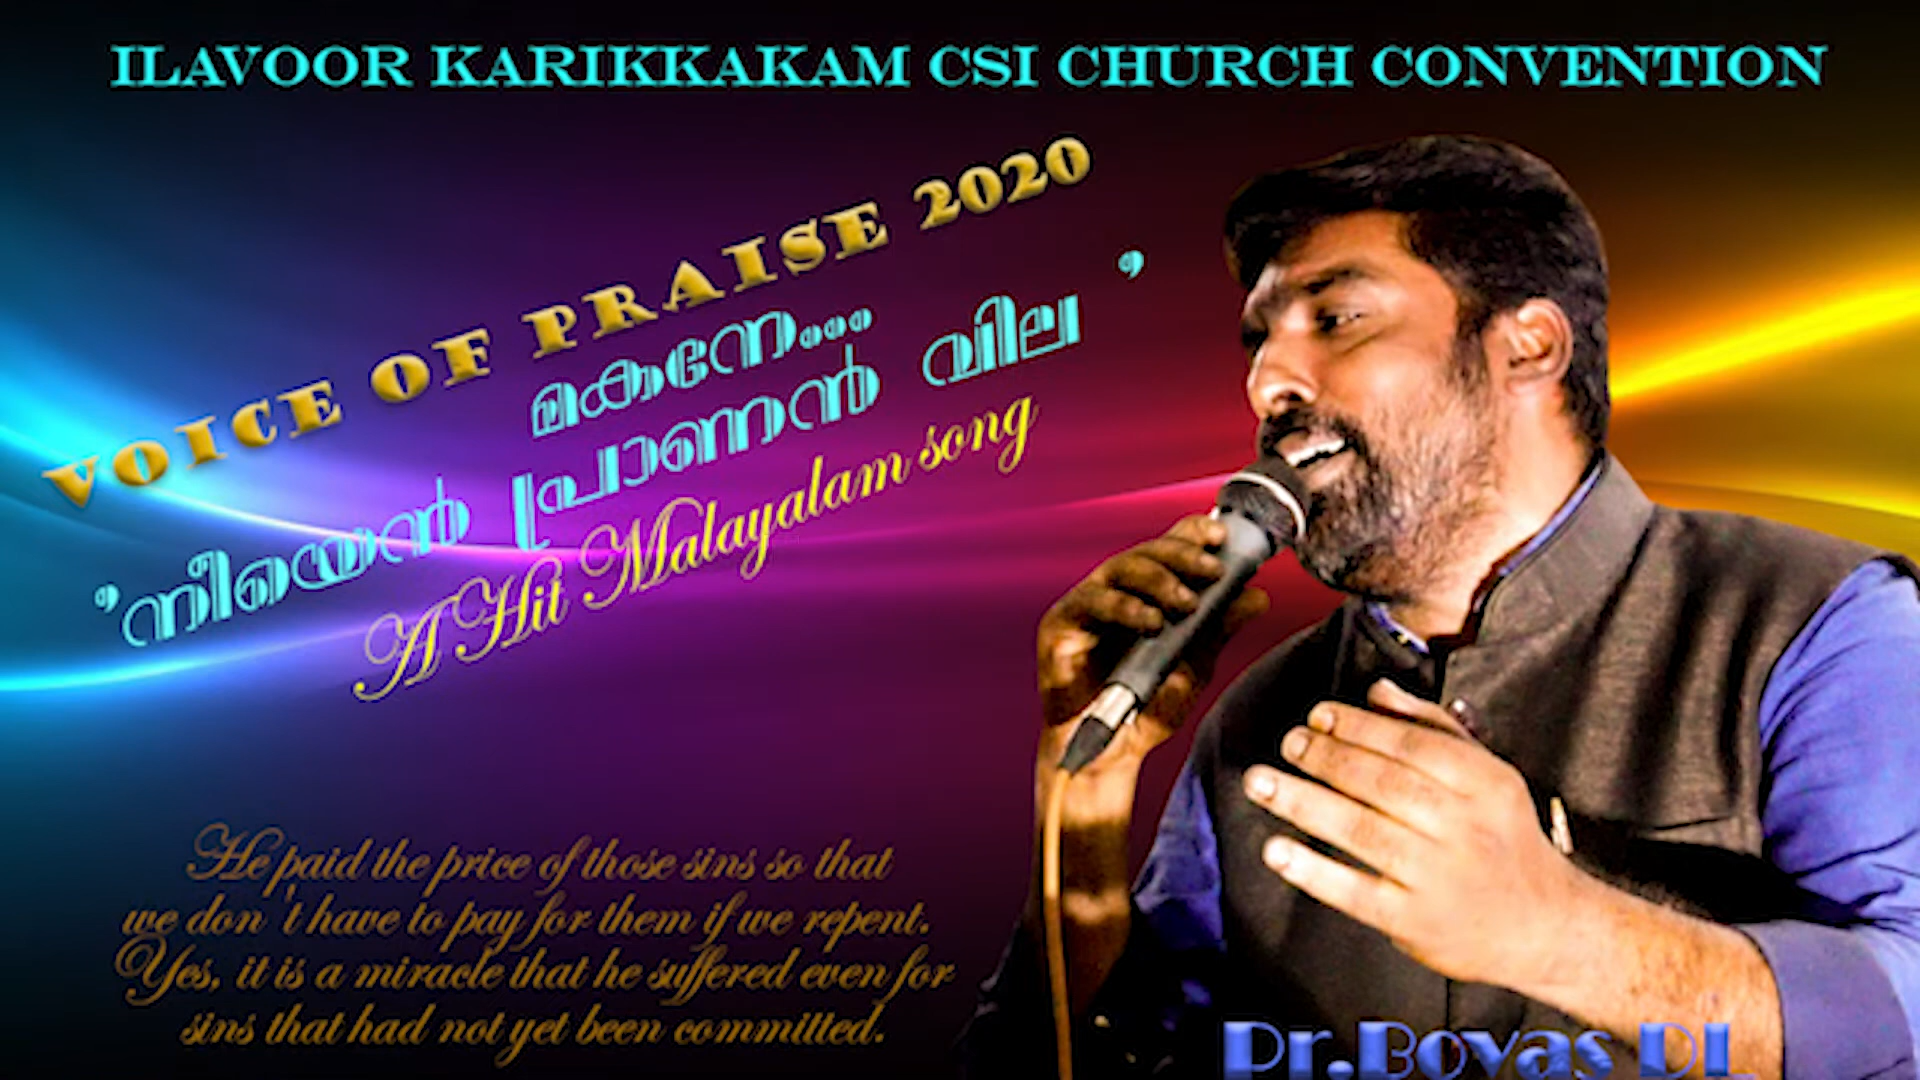 ILAVOOR KARIKKAKAM CSI CHURCH CONVENTION
VOICE OF PRAISE 2020
മകനേ...
'നീയെൻ പ്രാണൻ വില '
A Hit Malayalam song
He paid the price of those sins so that
we don't have to pay for them if we repent.
Yes, it is a miracle that he suffered even for
sins that had not yet been committed.
Pr.Bovas DL